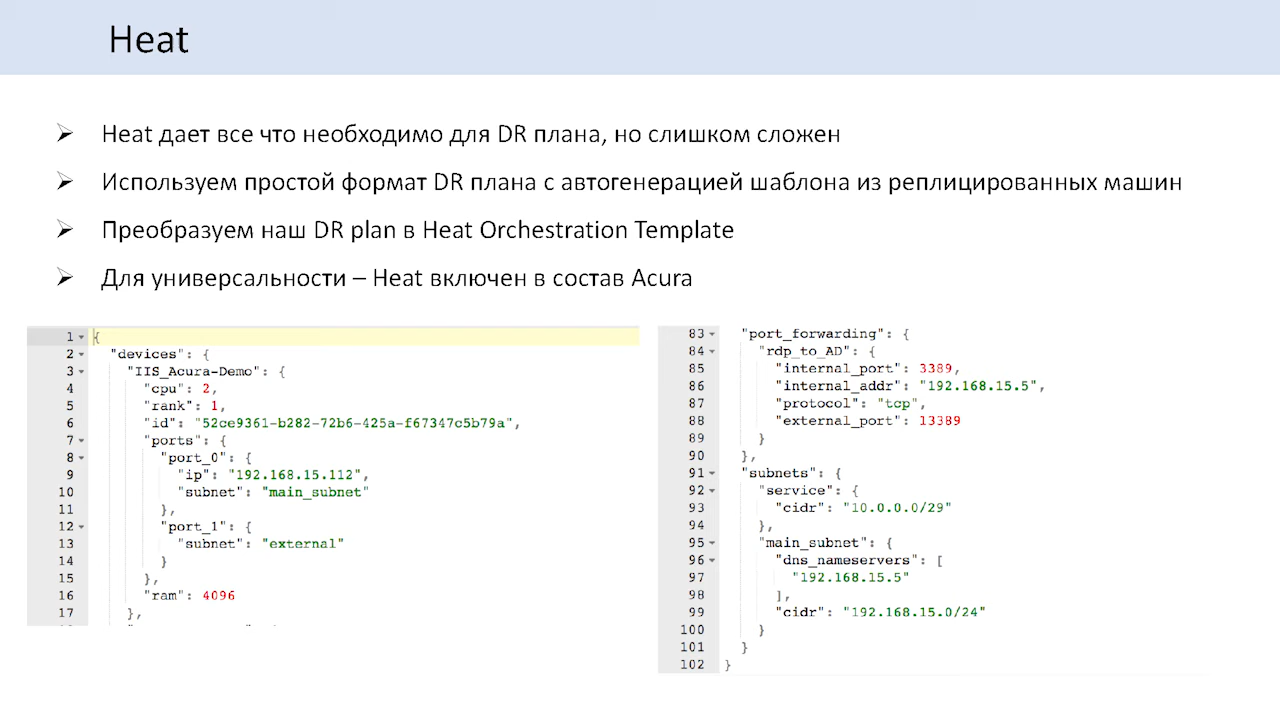 Heat
Heat дает все что необходимо для DR плана, но слишком сложен
Используем простой формат DR плана с автогенерацией шаблона из реплицированных машин
Преобразуем наш DR plan в Heat Orchestration Template
Для универсальности – Heat включен в состав Acura
1 {
2 "devices": {
3 "IIS_Acura-Demo": {
4 "cpu": 2,
5 "rank": 1,
6 "id": "52ce9361-b282-72b6-425a-f67347c5b79a",
7 "ports": {
8 "port_0": {
9 "ip": "192.168.15.112",
10 "subnet": "main_subnet"
11 },
12 "port_1": {
13 "subnet": "external"
14 }
15 },
16 "ram": 4096
17 },
83 "port_forwarding": {
84 "rdp_to_AD": {
85 "internal_port": 3389,
86 "internal_addr": "192.168.15.5",
87 "protocol": "tcp",
88 "external_port": 13389
89 }
90 },
91 "subnets": {
92 "service": {
93 "cidr": "10.0.0.0/29"
94 },
95 "main_subnet": {
96 "dns_nameservers": [
97 "192.168.15.5"
98 ],
99 "cidr": "192.168.15.0/24"
100 }
101 }
102 }